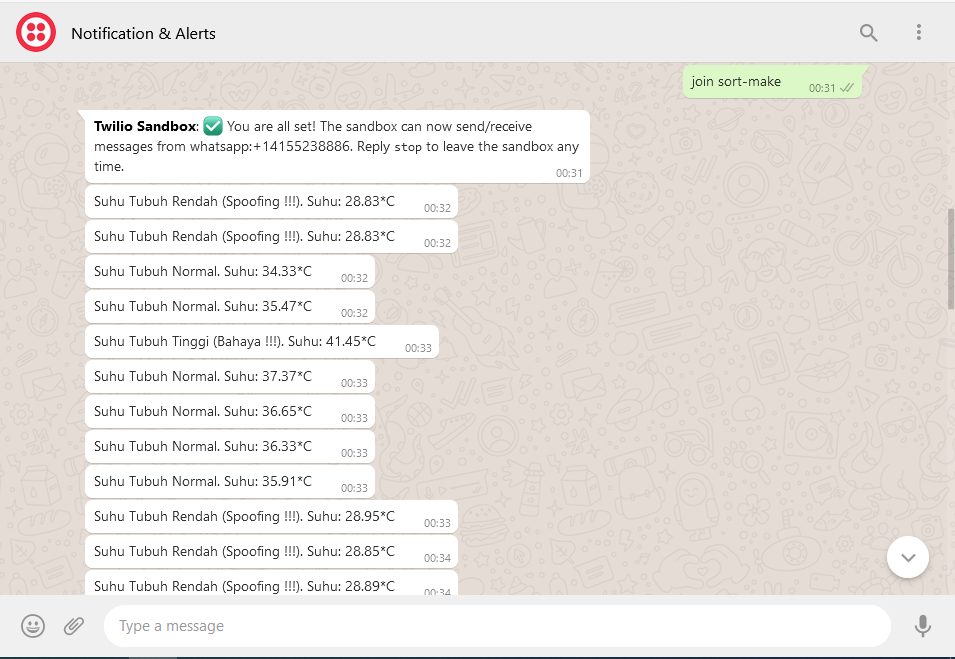 Notification & Alerts
join sort-make 00:31
Twilio Sandbox: ✅ You are all set! The sandbox can now send/receive
messages from whatsapp:+14155238886. Reply stop to leave the sandbox any
time. 00:31
Suhu Tubuh Rendah (Spoofing !!!). Suhu: 28.83*C 00:32
Suhu Tubuh Rendah (Spoofing !!!). Suhu: 28.83*C 00:32
Suhu Tubuh Normal. Suhu: 34.33*C 00:32
Suhu Tubuh Normal. Suhu: 35.47*C 00:32
Suhu Tubuh Tinggi (Bahaya !!!). Suhu: 41.45*C 00:33
Suhu Tubuh Normal. Suhu: 37.37*C 00:33
Suhu Tubuh Normal. Suhu: 36.65*C 00:33
Suhu Tubuh Normal. Suhu: 36.33*C 00:33
Suhu Tubuh Normal. Suhu: 35.91*C 00:33
Suhu Tubuh Rendah (Spoofing !!!). Suhu: 28.95*C 00:33
Suhu Tubuh Rendah (Spoofing !!!). Suhu: 28.85*C 00:34
Suhu Tubuh Rendah (Spoofing !!!). Suhu: 28.89*C 00:34
Type a message